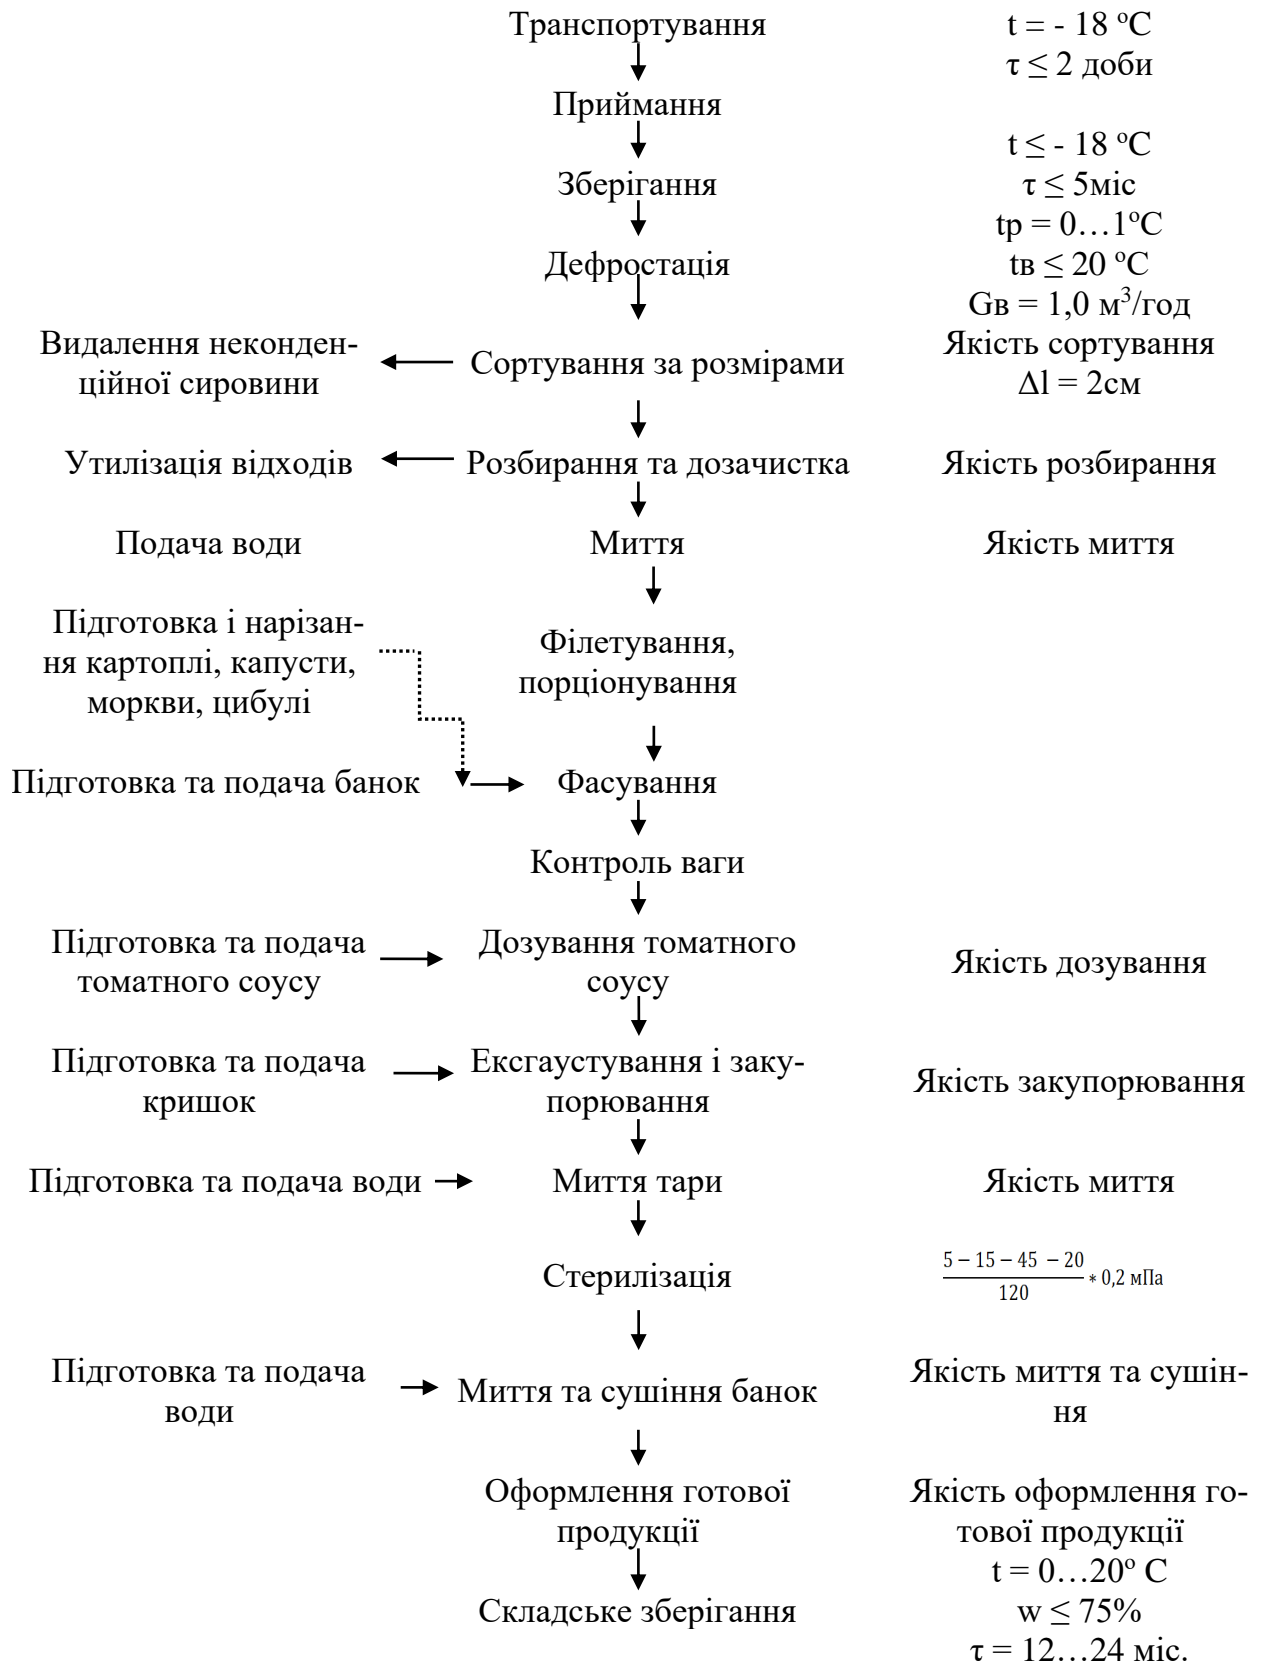 Транспортування
t = - 18 ºС
τ ≤ 2 доби
Приймання
Зберігання
t ≤ - 18 ºС
τ ≤ 5міс
Дефростація
tр = 0…1ºС
tв ≤ 20 ºС
Gв = 1,0 м³/год
Видалення неконден-
ційної сировини
Сортування за розмірами
Якість сортування
Δl = 2см
Утилізація відходів
Розбирання та дозачистка
Якість розбирання
Подача води
Миття
Якість миття
Підготовка і нарізан-
ня картоплі, капусти,
моркви, цибулі
Філетування,
порціонування
Підготовка та подача банок
Фасування
Контроль ваги
Підготовка та подача
томатного соусу
Дозування томатного
соусу
Якість дозування
Підготовка та подача
кришок
Ексгаустування і заку-
порювання
Якість закупорювання
Підготовка та подача води
Миття тари
Якість миття
Стерилізація
5 – 15 – 45 – 20
120
∗ 0,2 мПа
Підготовка та подача
води
Миття та сушіння банок
Якість миття та сушін-
ня
Оформлення готової
продукції
Якість оформлення го-
тової продукції
Складське зберігання
t = 0…20º С
w ≤ 75%
τ = 12…24 міс.